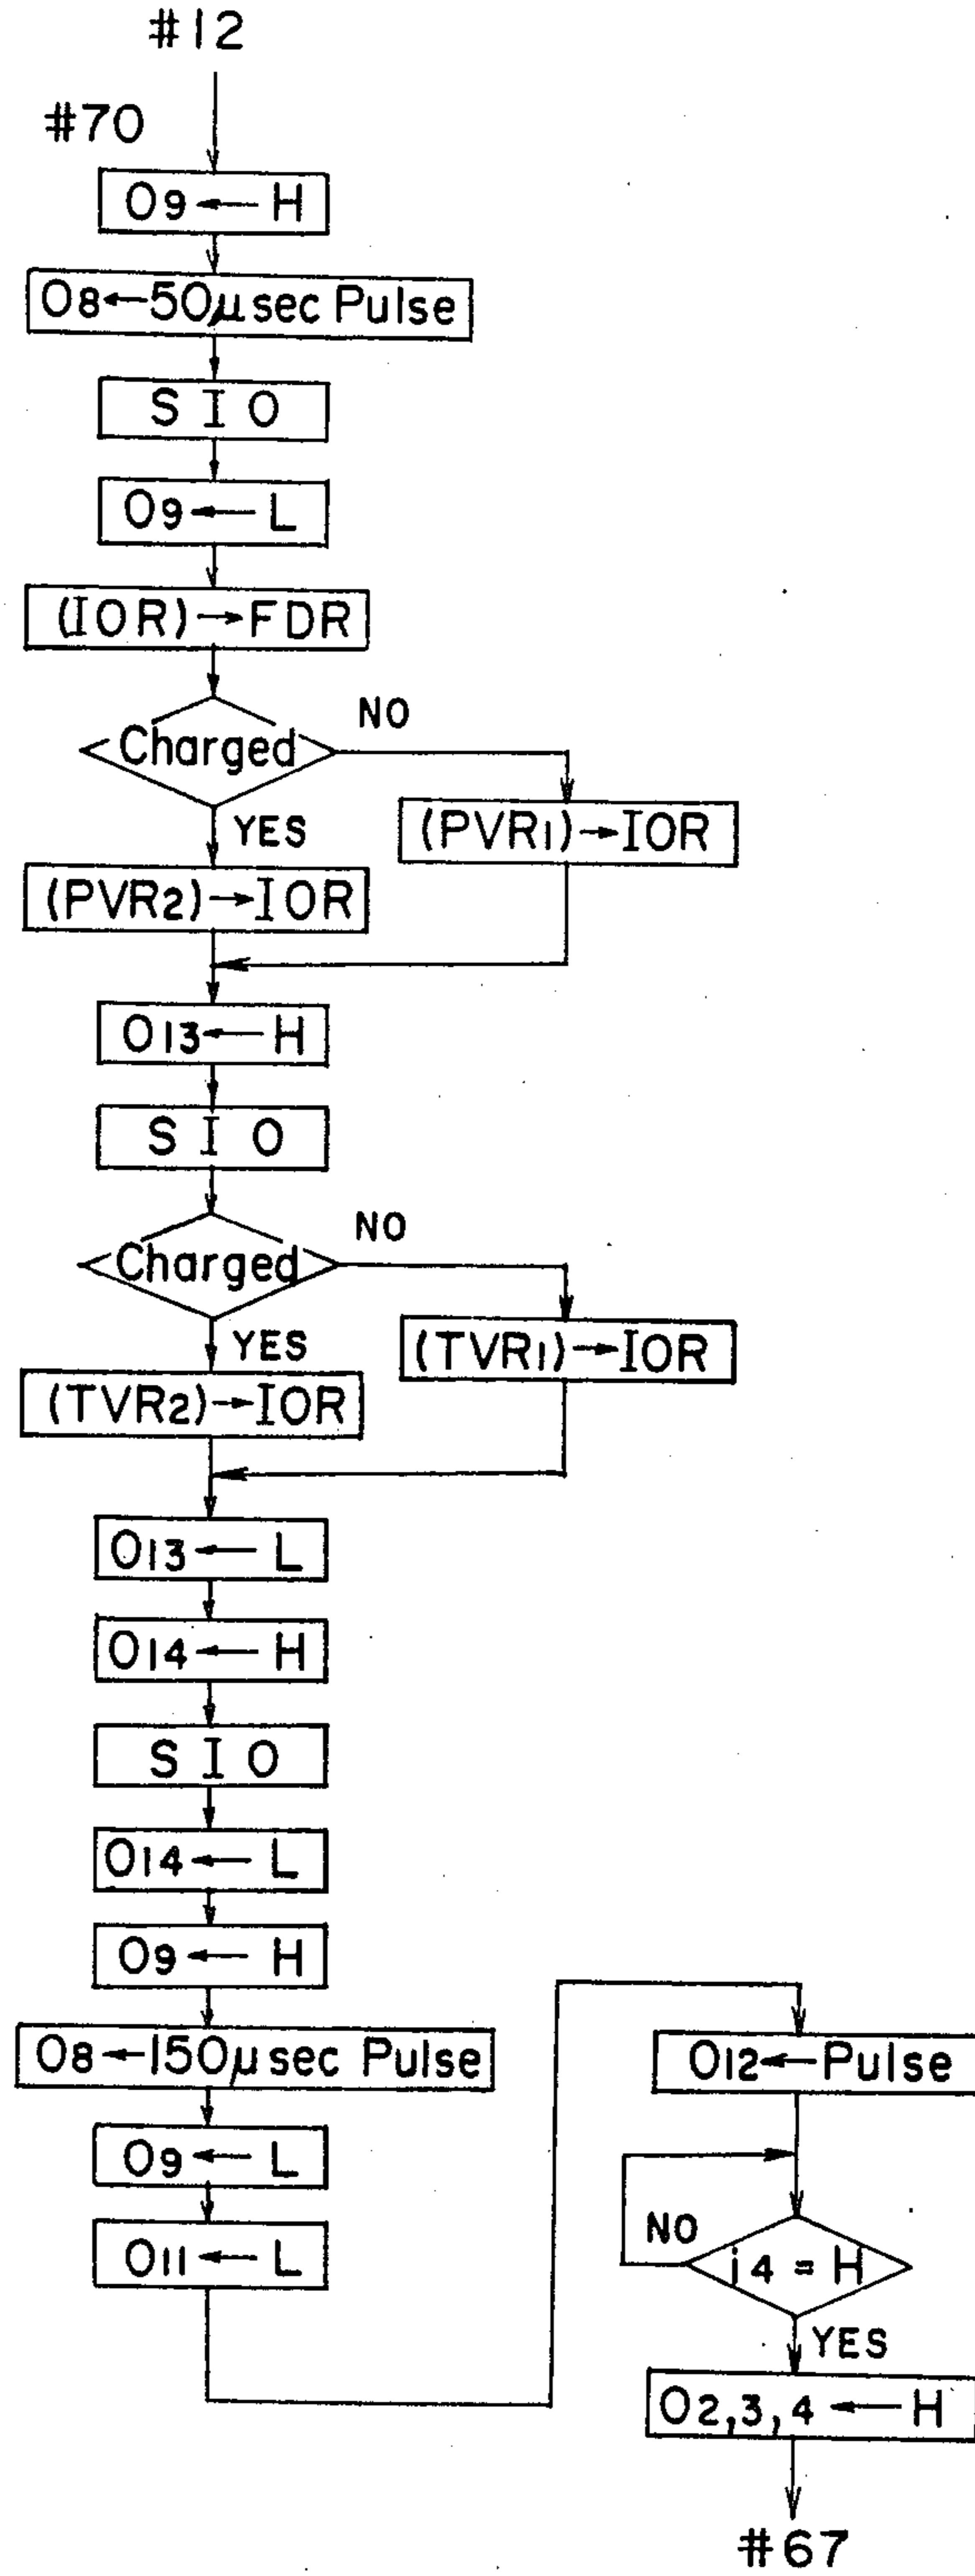 #12
#70
O9 ← H
O8 ← 50μsec Pulse
SIO
O9 ← L
(IOR) → FDR
Charged
NO
YES
(PVR1) → IOR
(PVR2) → IOR
O13 ← H
SIO
Charged
NO
YES
(TVR1) → IOR
(TVR2) → IOR
O13 ← L
O14 ← H
SIO
O14 ← L
O9 ← H
O8 ← 150μsec Pulse
O9 ← L
O11 ← L
O12 ← Pulse
NO
i4 = H
YES
O2,3,4 ← H
#67